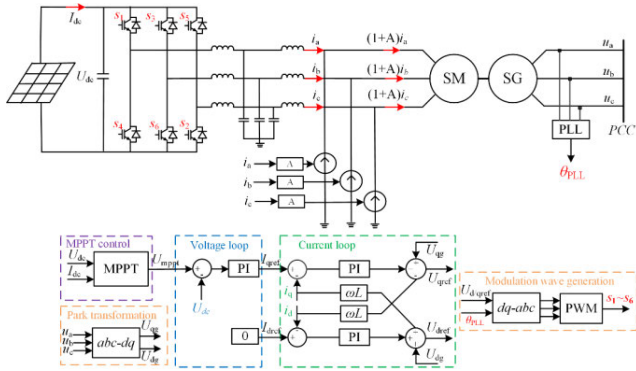 I_dc
s_1 s_3 s_5
U_dc
s_4 s_6 s_2
i_a (1+A)i_a
i_b (1+A)i_b
i_c (1+A)i_c
SM SG
u_a
u_b
u_c
PLL PCC
θ_PLL
i_a A
i_b A
i_c A
MPPT control
U_dc
I_dc
MPPT
U_mppt
Voltage loop
+
-
PI
U_dc
I_qref
Current loop
PI
U_qg
U_qref
i_q ωL
i_d ωL
0
I_dref
+
PI
U_dref
U_dg
Park transformation
u_a
u_b
u_c
abc-dq
U_qg
U_dg
Modulation wave generation
U_d/qref
θ_PLL
dq-abc
PWM
s_1~s_6